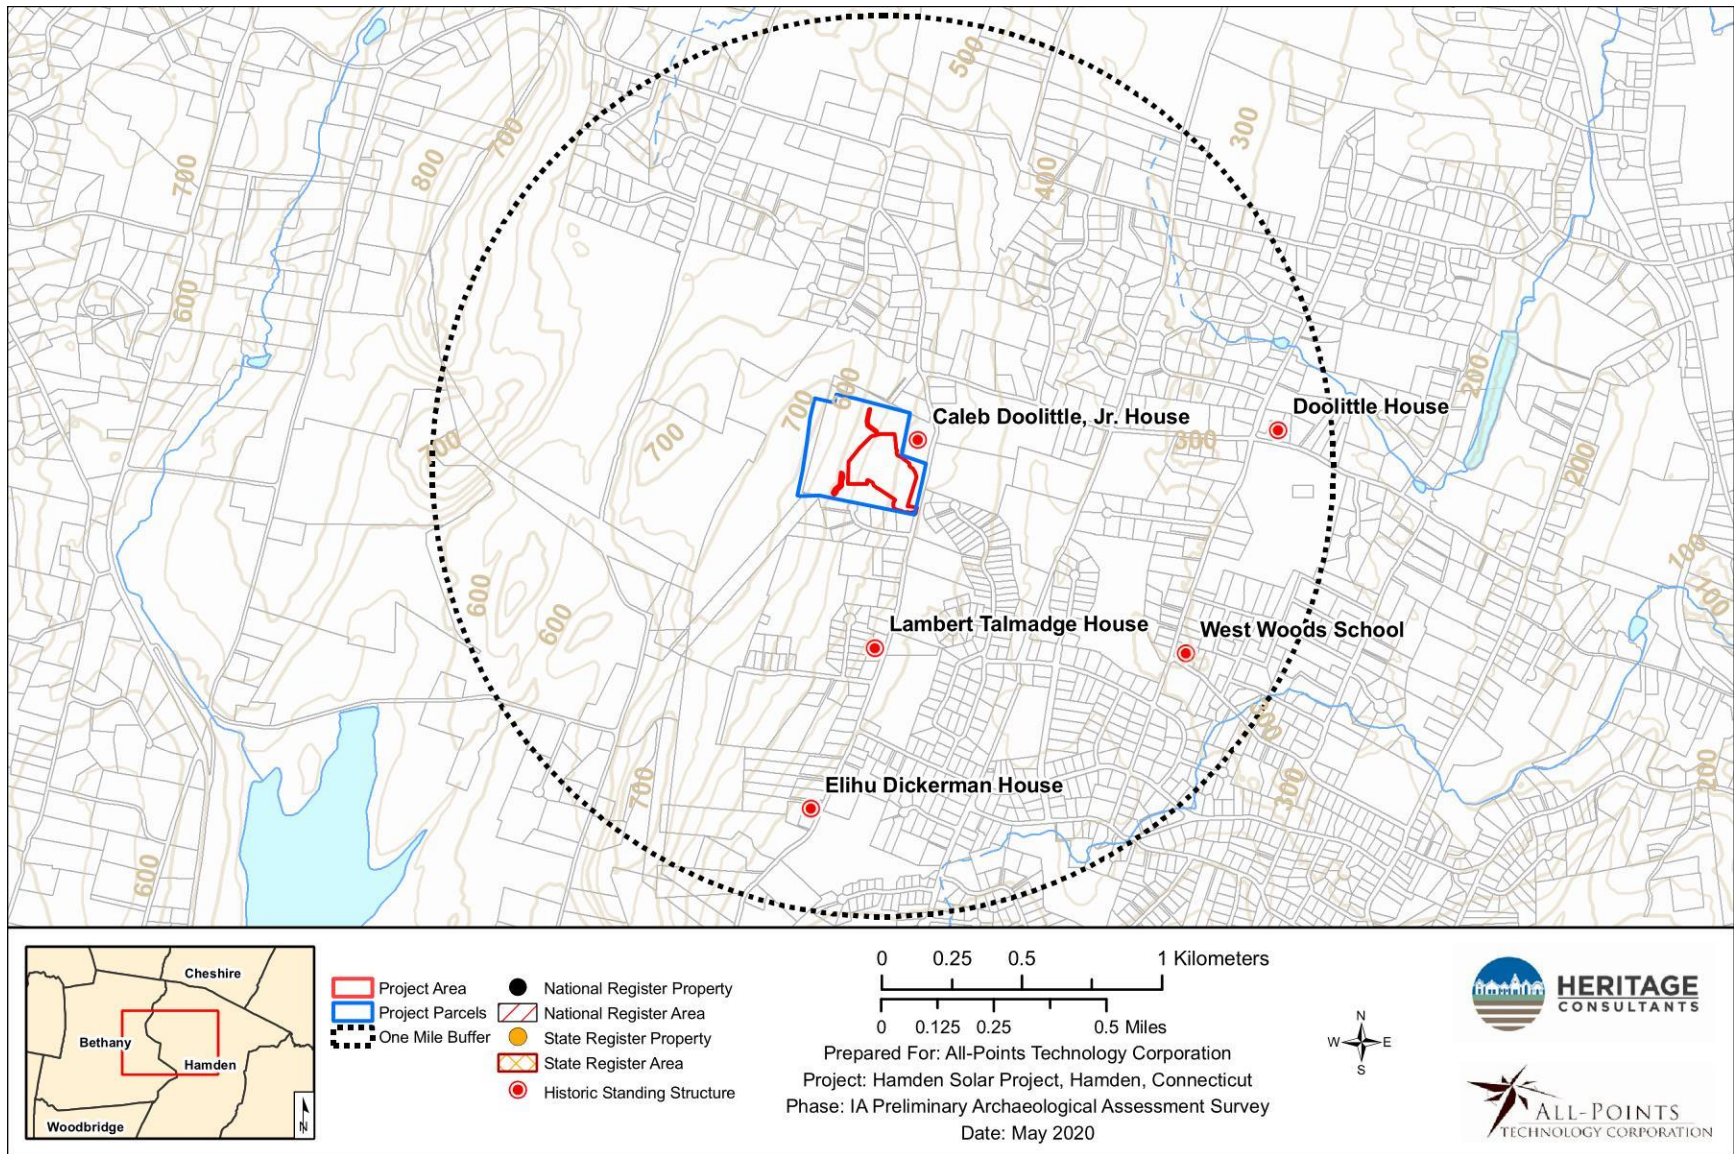 500
700
800
700
300
400
600
200
600
700
700
700
Caleb Doolittle, Jr. House
Doolittle House
300
200
100
100
200
600
600
Lambert Talmadge House
West Woods School
300
700
300
200
Elihu Dickerman House
600
Cheshire
Bethany
Hamden
Woodbridge
N
Project Area
Project Parcels
One Mile Buffer
National Register Property
National Register Area
State Register Property
State Register Area
Historic Standing Structure
0 0.25 0.5 1 Kilometers
0 0.125 0.25 0.5 Miles
Prepared For: All-Points Technology Corporation
Project: Hamden Solar Project, Hamden, Connecticut
Phase: IA Preliminary Archaeological Assessment Survey
Date: May 2020
N
W E
S
HERITAGE
CONSULTANTS
ALL-POINTS
TECHNOLOGY CORPORATION